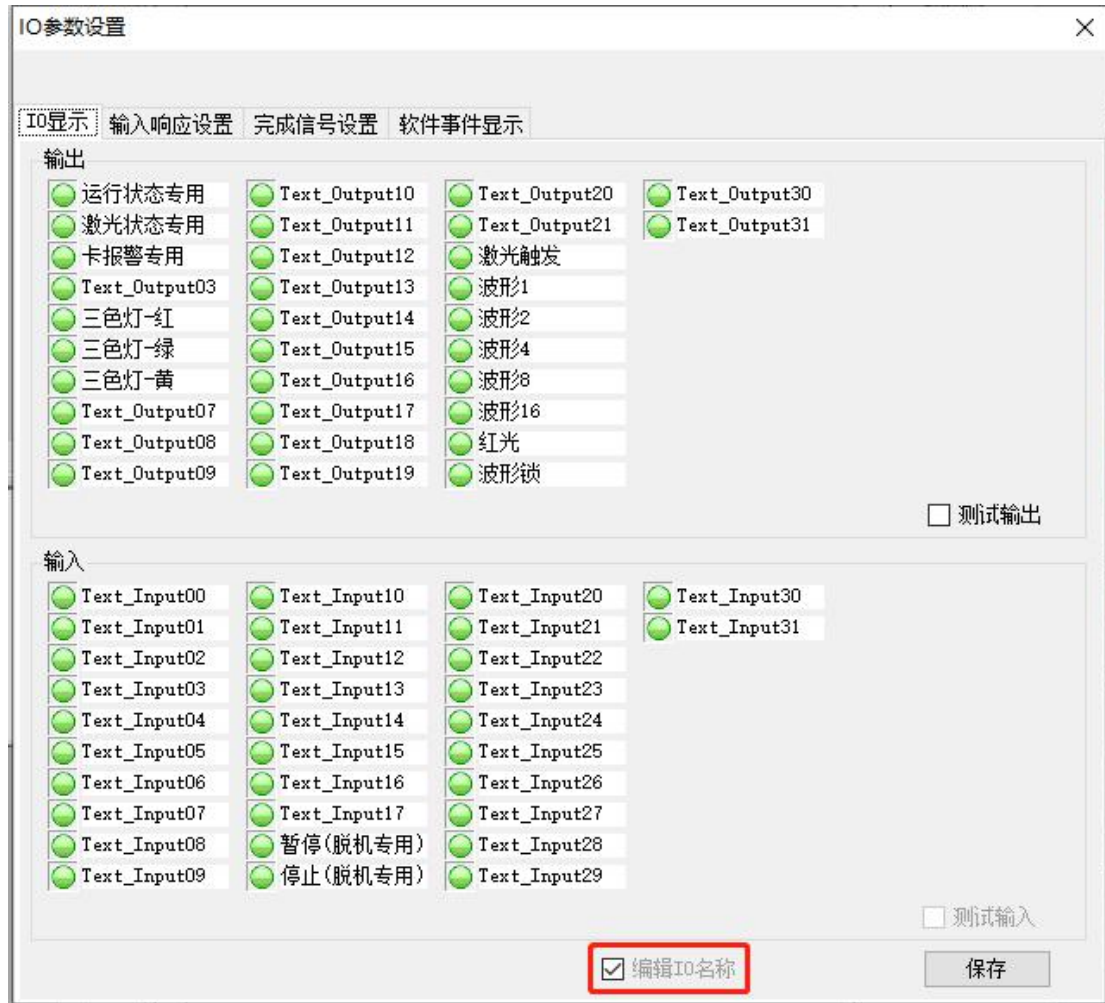 IO参数设置
IO显示 输入响应设置 完成信号设置 软件事件显示
输出
运行状态专用 Text_Output10 Text_Output20 Text_Output30
激光状态专用 Text_Output11 Text_Output21 Text_Output31
卡报警专用 Text_Output12 激光触发
Text_Output03 Text_Output13 波形1
三色灯-红 Text_Output14 波形2
三色灯-绿 Text_Output15 波形4
三色灯-黄 Text_Output16 波形8
Text_Output07 Text_Output17 波形16
Text_Output08 Text_Output18 红光
Text_Output09 Text_Output19 波形锁
测试输出
输入
Text_Input00 Text_Input10 Text_Input20 Text_Input30
Text_Input01 Text_Input11 Text_Input21 Text_Input31
Text_Input02 Text_Input12 Text_Input22
Text_Input03 Text_Input13 Text_Input23
Text_Input04 Text_Input14 Text_Input24
Text_Input05 Text_Input15 Text_Input25
Text_Input06 Text_Input16 Text_Input26
Text_Input07 Text_Input17 Text_Input27
Text_Input08 暂停(脱机专用) Text_Input28
Text_Input09 停止(脱机专用) Text_Input29
测试输入
编辑IO名称 保存